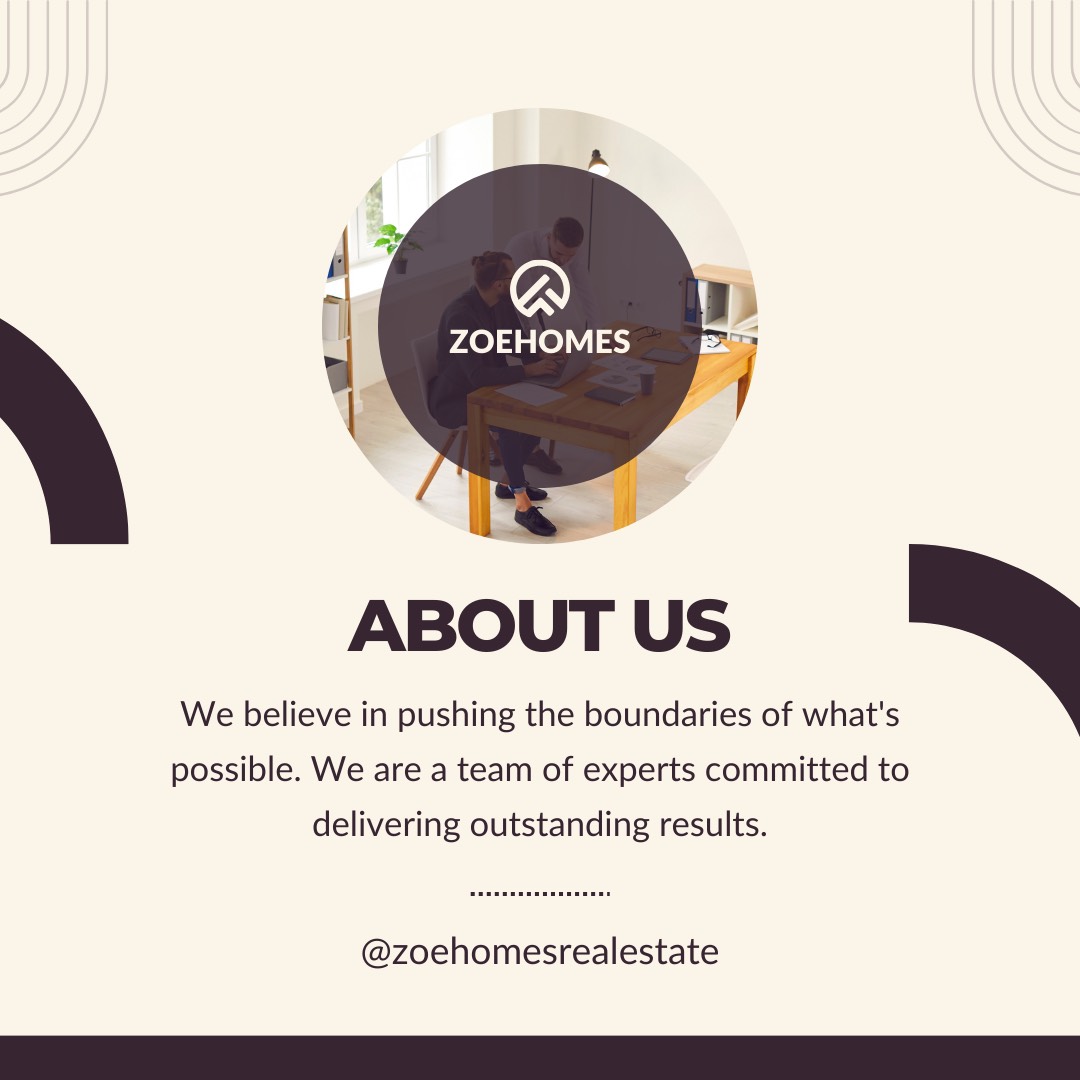 ZOEHOMES
ABOUT US
We believe in pushing the boundaries of what's
possible. We are a team of experts committed to
delivering outstanding results.
@zoehomesrealestate